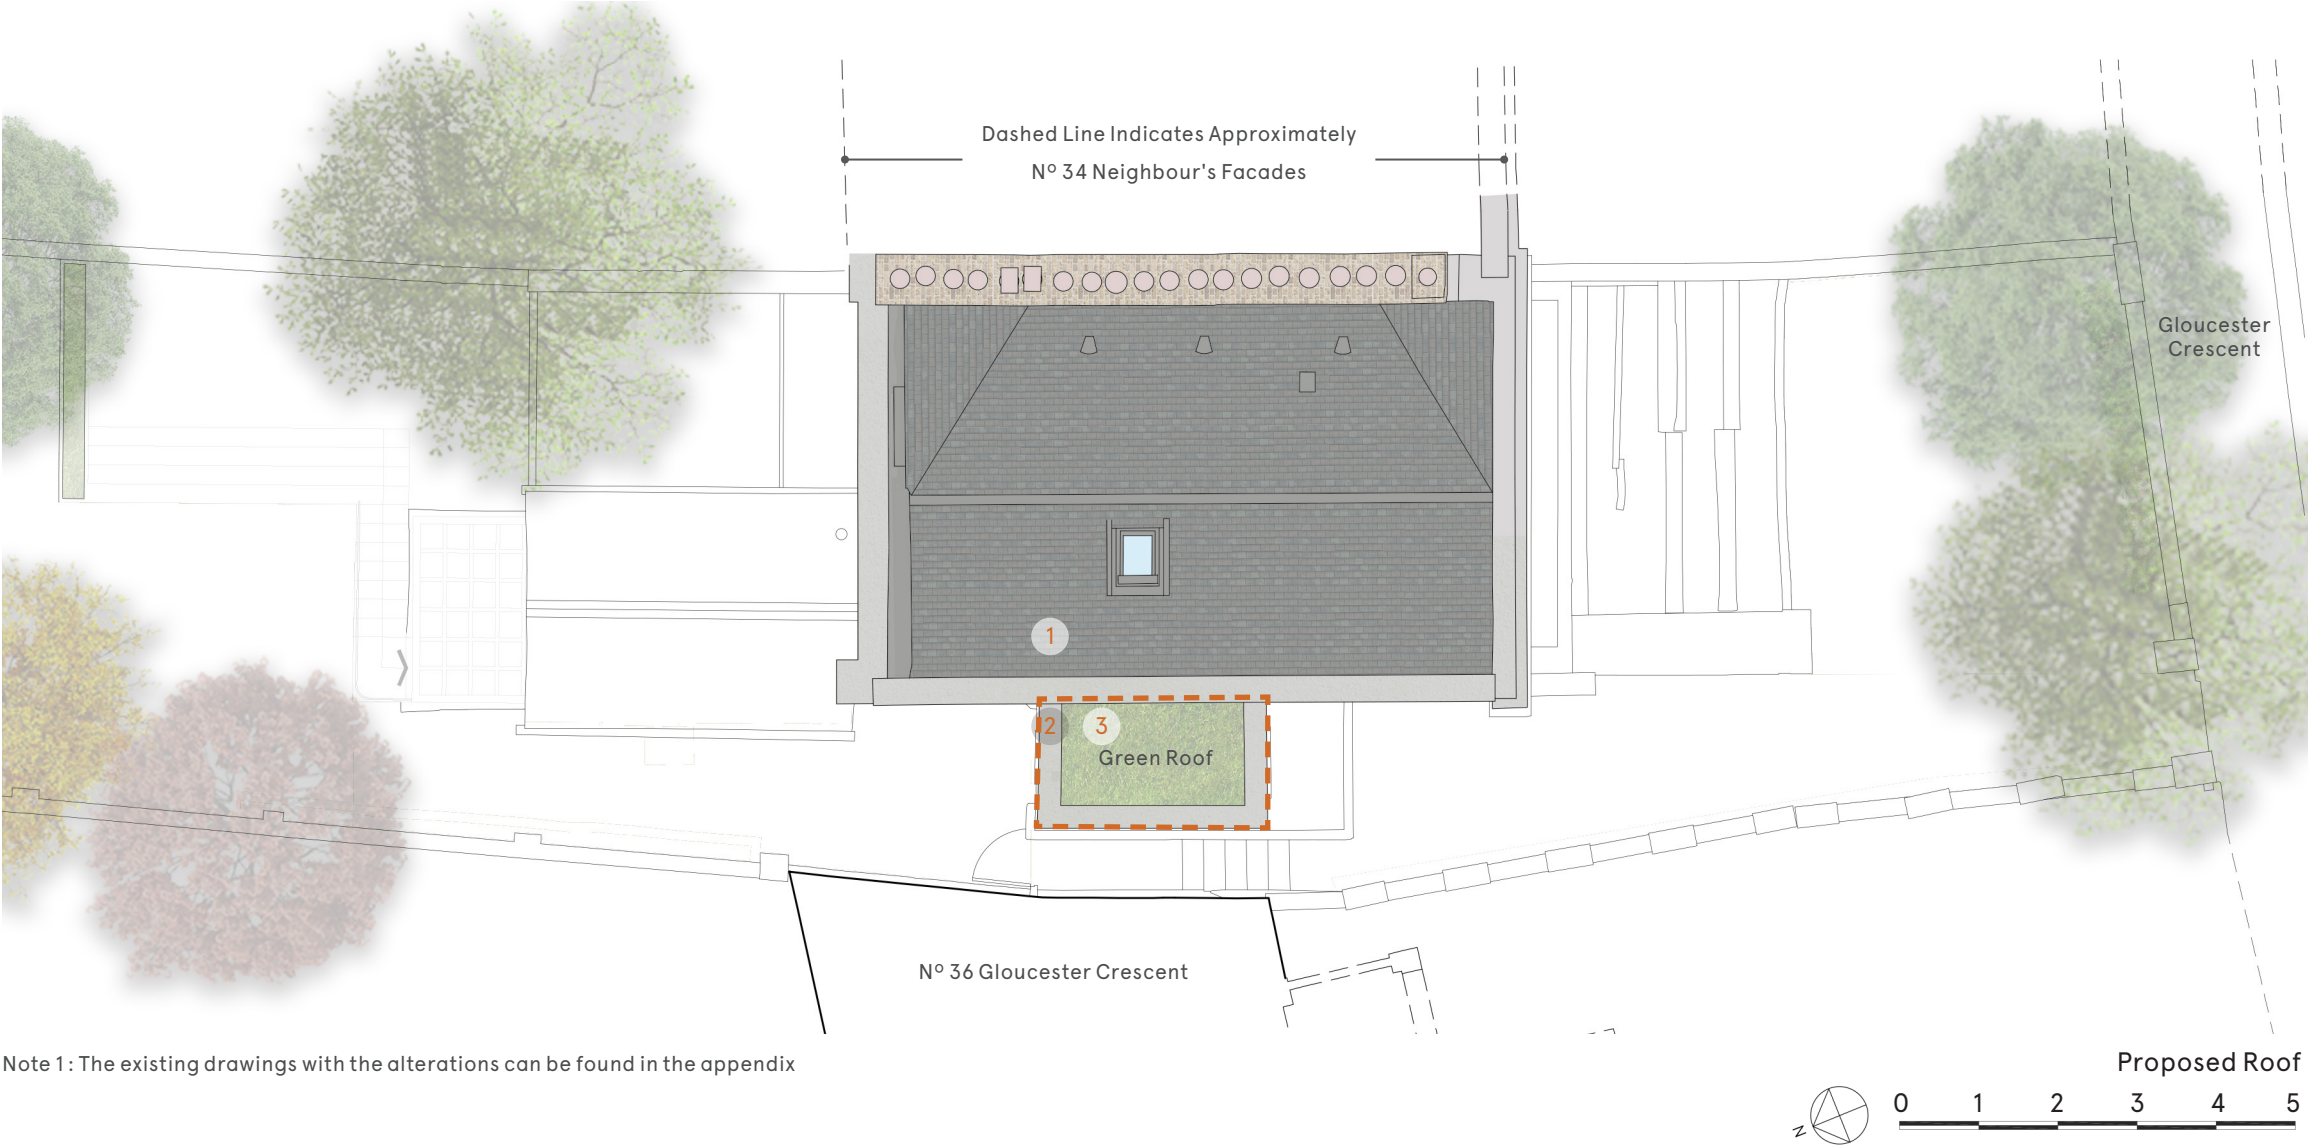 Dashed Line Indicates Approximately
Nº 34 Neighbour's Facades
Gloucester
Crescent
1
2
3
Green Roof
Nº 36 Gloucester Crescent
Note 1 : The existing drawings with the alterations can be found in the appendix
Proposed Roof
N
0 1 2 3 4 5